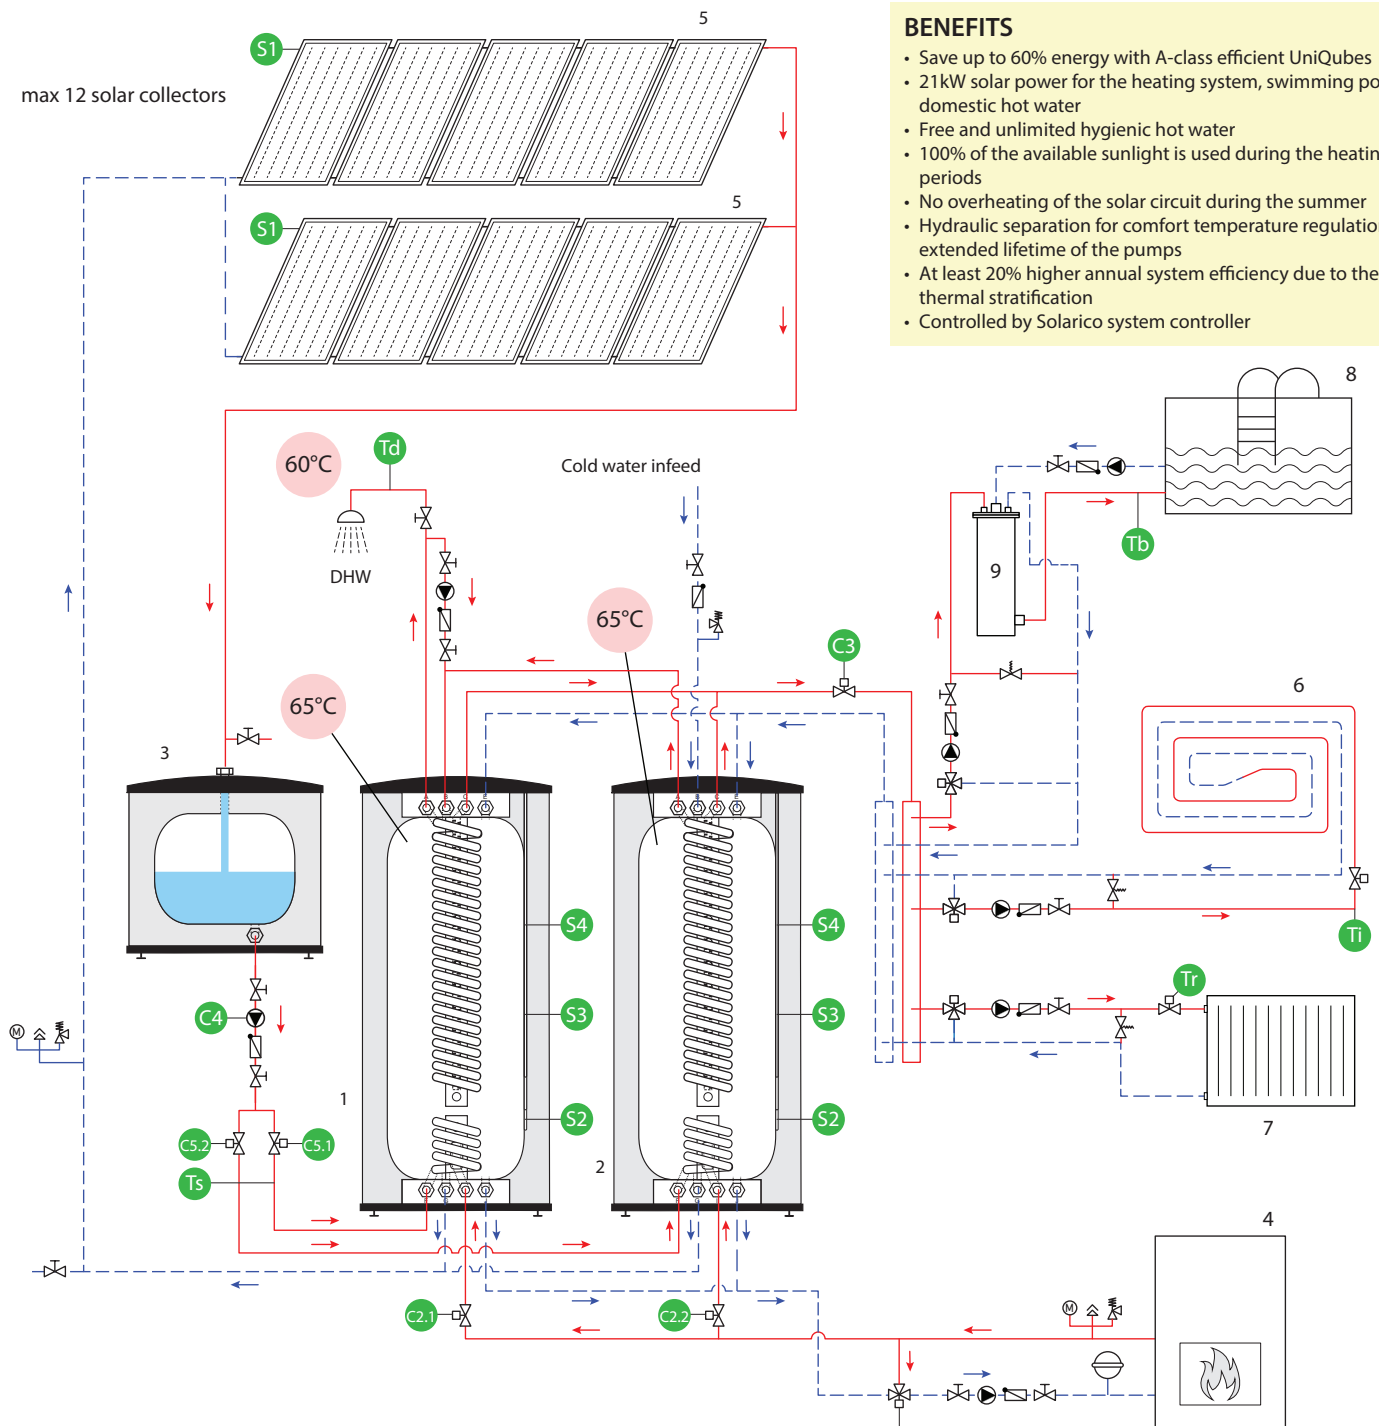 5
S1
max 12 solar collectors
5
S1
BENEFITS
• Save up to 60% energy with A-class efficient UniQubes
• 21kW solar power for the heating system, swimming po
domestic hot water
• Free and unlimited hygienic hot water
• 100% of the available sunlight is used during the heatin
periods
• No overheating of the solar circuit during the summer
• Hydraulic separation for comfort temperature regulatio
extended lifetime of the pumps
• At least 20% higher annual system efficiency due to the
thermal stratification
• Controlled by Solarico system controller
8
60°C
Td
Cold water infeed
DHW
9
Tb
65°C
C3
65°C
6
3
A B C E
A B C E
S4
S4
Ti
S3
S3
Tr
C4
M
1
S2
S2
7
C5.2
C5.1
2
Ts
4
C2.1
C2.2
M